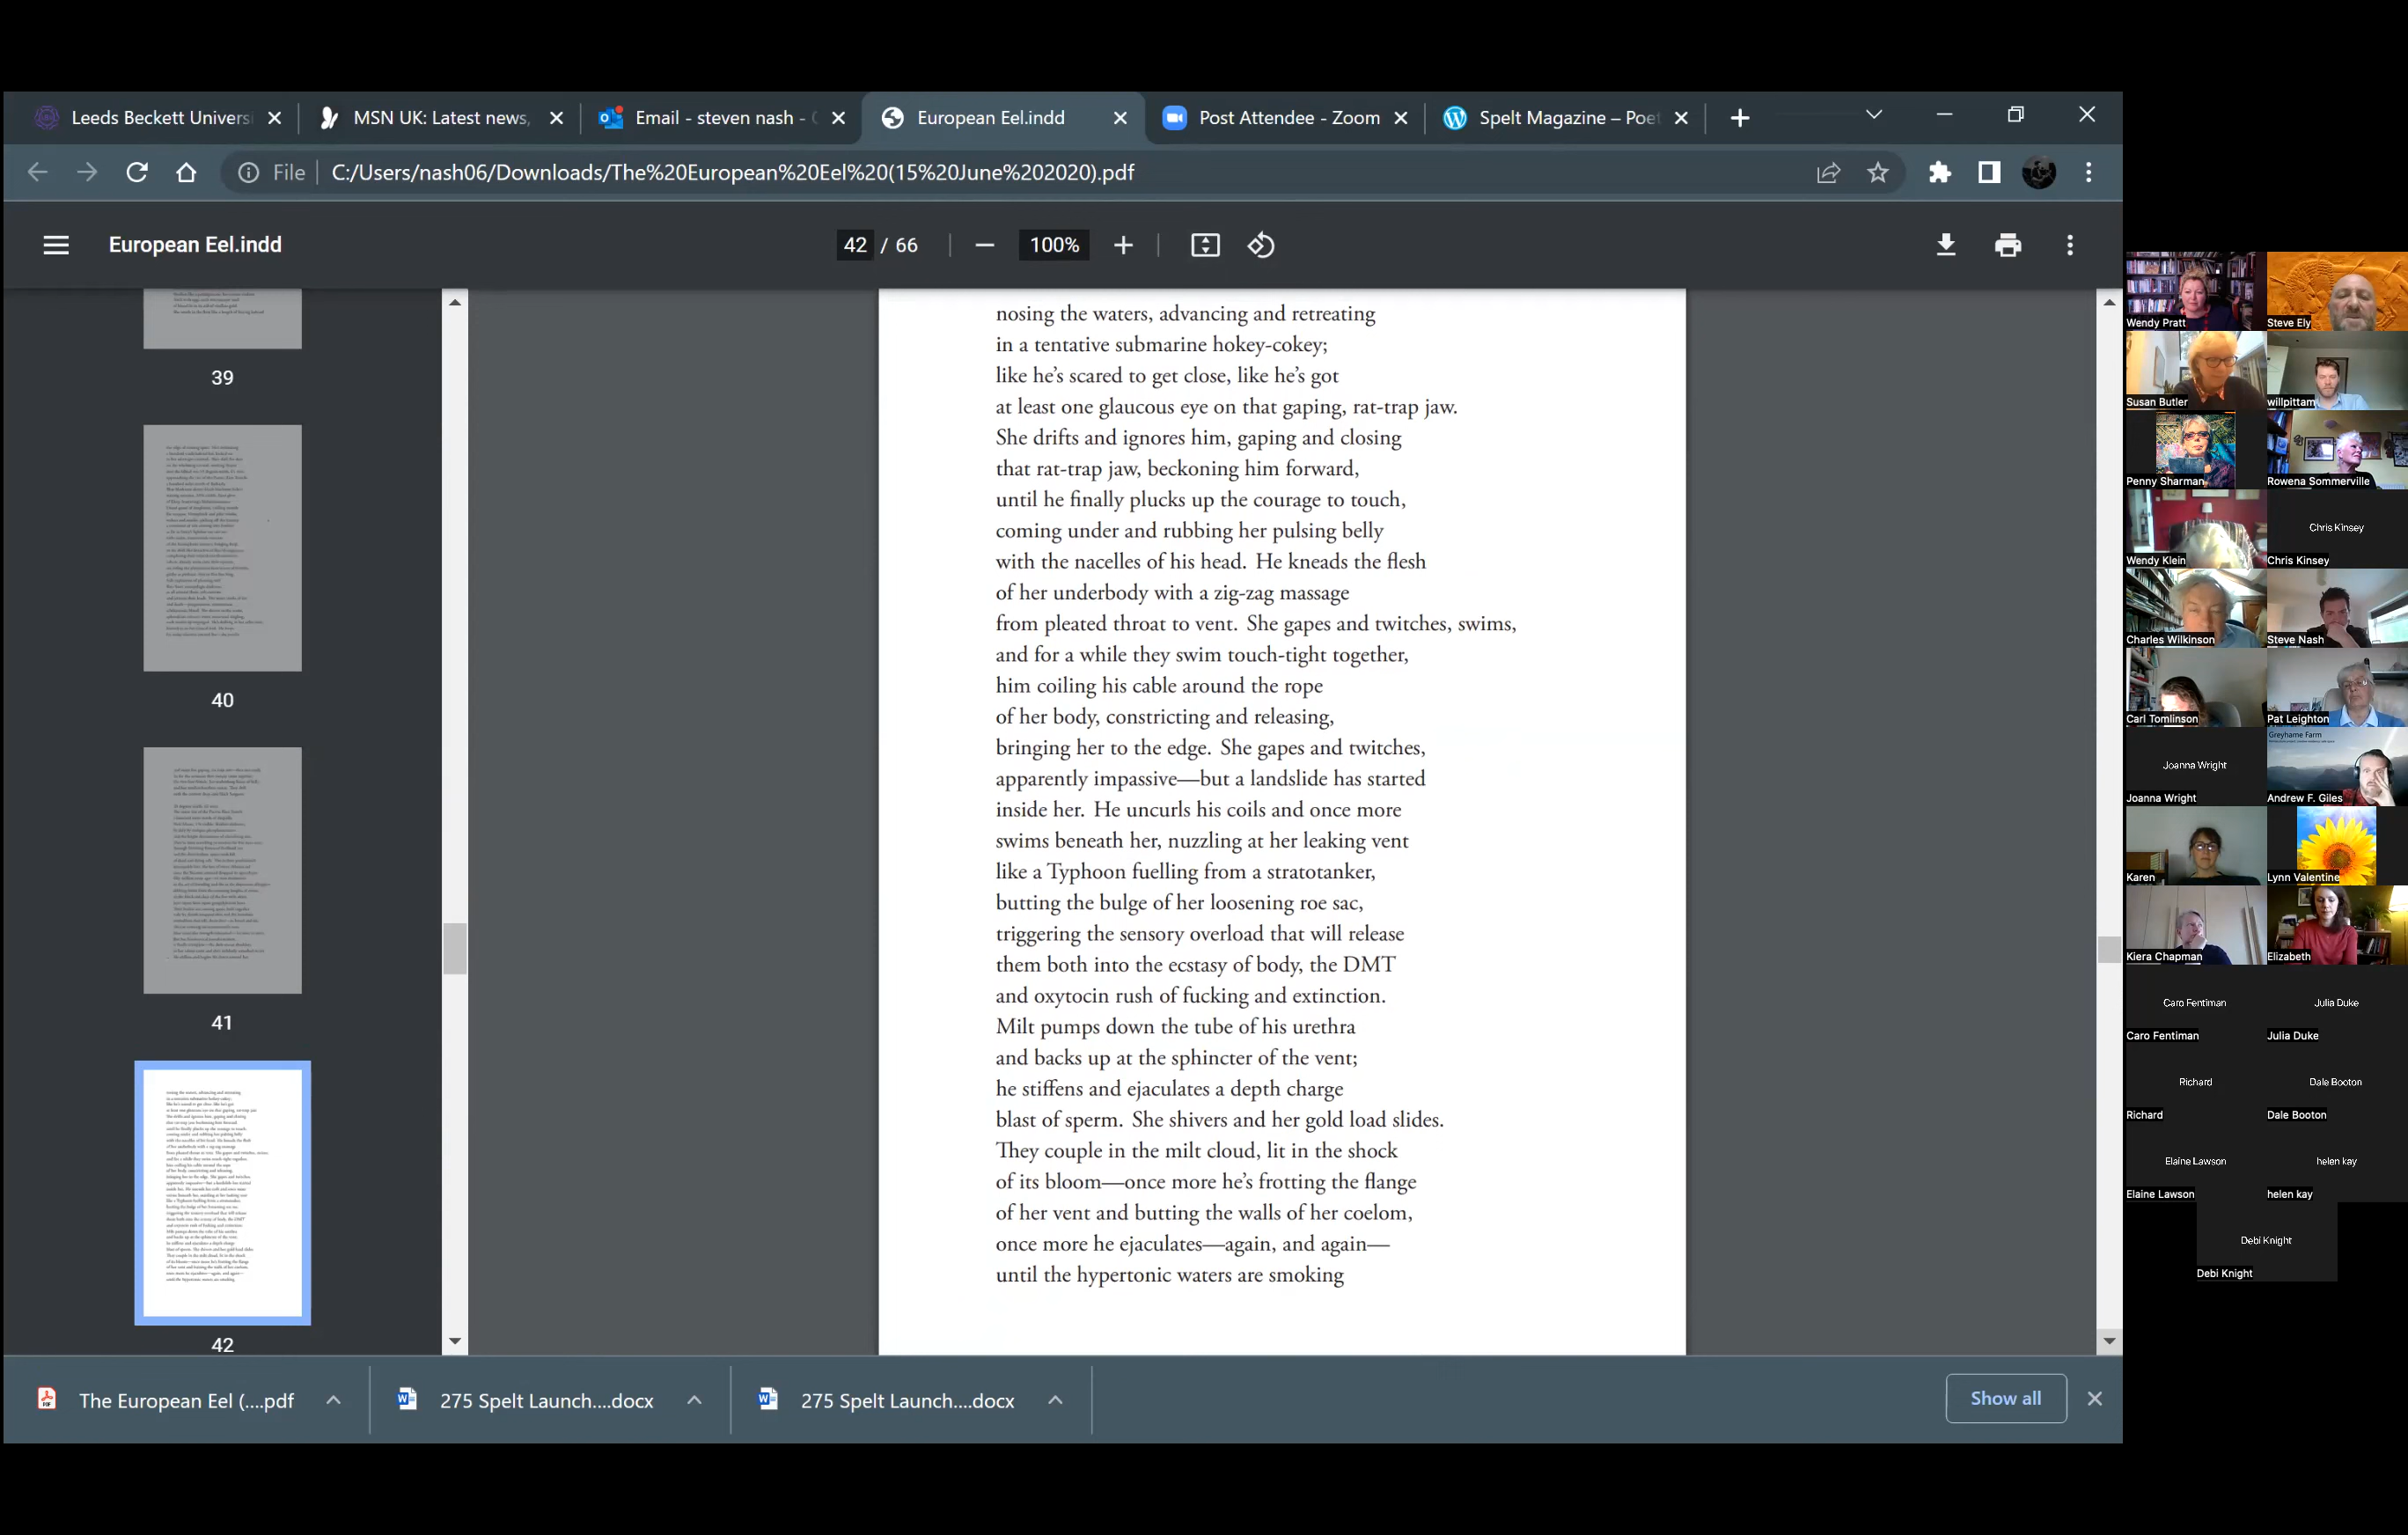 Leeds Beckett Universi
MSN UK: Latest news,
Email - steven nash -
European Eel.indd
Post Attendee - Zoom
Spelt Magazine – Poet
File
C:/Users/nash06/Downloads/The%20European%20Eel%20(15%20June%202020).pdf
European Eel.indd
42 / 66
100%
39
40
41
42
nosing the waters, advancing and retreating
in a tentative submarine hokey-cokey;
like he's scared to get close, like he's got
at least one glaucous eye on that gaping, rat-trap jaw.
She drifts and ignores him, gaping and closing
that rat-trap jaw, beckoning him forward,
until he finally plucks up the courage to touch,
coming under and rubbing her pulsing belly
with the nacelles of his head. He kneads the flesh
of her underbody with a zig-zag massage
from pleated throat to vent. She gapes and twitches, swims,
and for a while they swim touch-tight together,
him coiling his cable around the rope
of her body, constricting and releasing,
bringing her to the edge. She gapes and twitches,
apparently impassive—but a landslide has started
inside her. He uncurls his coils and once more
swims beneath her, nuzzling at her leaking vent
like a Typhoon fuelling from a stratotanker,
butting the bulge of her loosening roe sac,
triggering the sensory overload that will release
them both into the ecstasy of body, the DMT
and oxytocin rush of fucking and extinction.
Milt pumps down the tube of his urethra
and backs up at the sphincter of the vent;
he stiffens and ejaculates a depth charge
blast of sperm. She shivers and her gold load slides.
They couple in the milt cloud, lit in the shock
of its bloom—once more he's frotting the flange
of her vent and butting the walls of her coelom,
once more he ejaculates—again, and again—
until the hypertonic waters are smoking
The European Eel (....pdf
275 Spelt Launch....docx
275 Spelt Launch....docx
Show all
Wendy Pratt
Steve Ely
Susan Butler
willpittam
Penny Sharman
Rowena Sommerville
Wendy Klein
Chris Kinsey
Chris Kinsey
Charles Wilkinson
Steve Nash
Carl Tomlinson
Pat Leighton
Joanna Wright
Joanna Wright
Greyhame Farm
Andrew F. Giles
Karen
Lynn Valentine
Kiera Chapman
Elizabeth
Caro Fentiman
Caro Fentiman
Julia Duke
Julia Duke
Richard
Richard
Dale Booton
Dale Booton
Elaine Lawson
Elaine Lawson
helen kay
helen kay
Debi Knight
Debi Knight